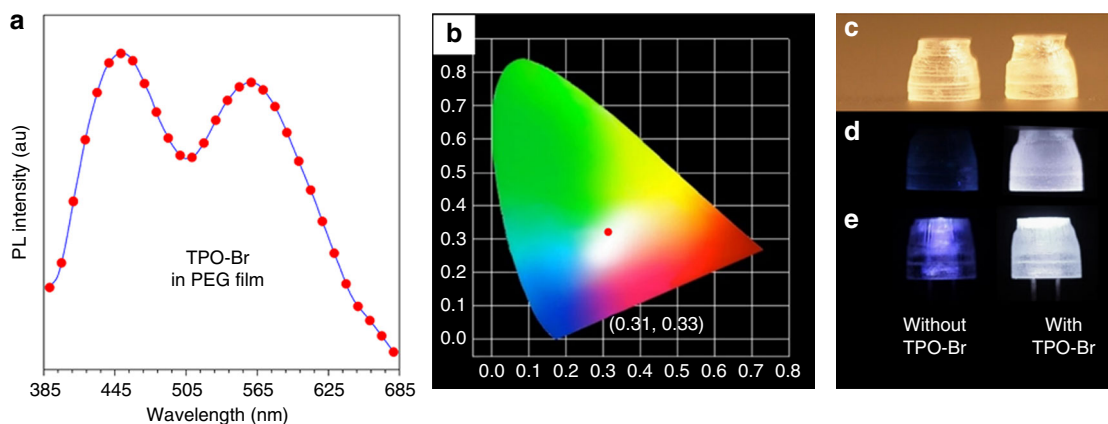 a
PL intensity (au)
TPO-Br
in PEG film
385 445 505 565 625 685
Wavelength (nm)
b
0.8
0.7
0.6
0.5
0.4
0.3
0.2
0.1
0.0
(0.31, 0.33)
0.0 0.1 0.2 0.3 0.4 0.5 0.6 0.7 0.8
c
d
e
Without With
TPO-Br TPO-Br